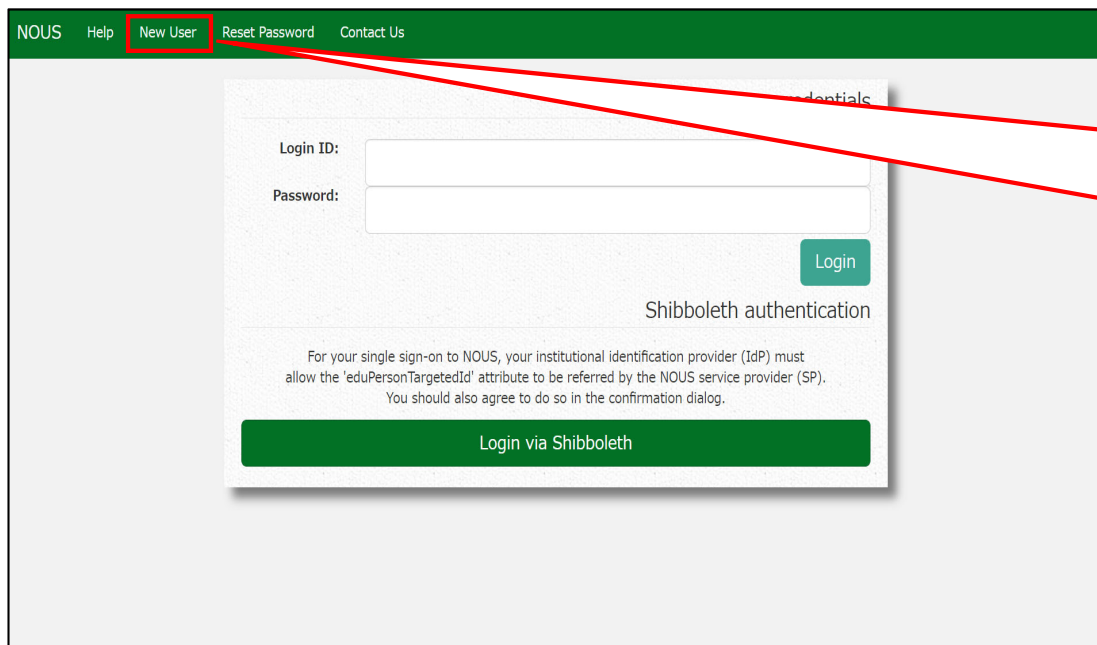 NOUS Help New User Reset Password Contact Us
Login ID:
Password:
Login
Shibboleth authentication
For your single sign-on to NOUS, your institutional identification provider (IdP) must
allow the 'eduPersonTargetedId' attribute to be referred by the NOUS service provider (SP).
You should also agree to do so in the confirmation dialog.
Login via Shibboleth